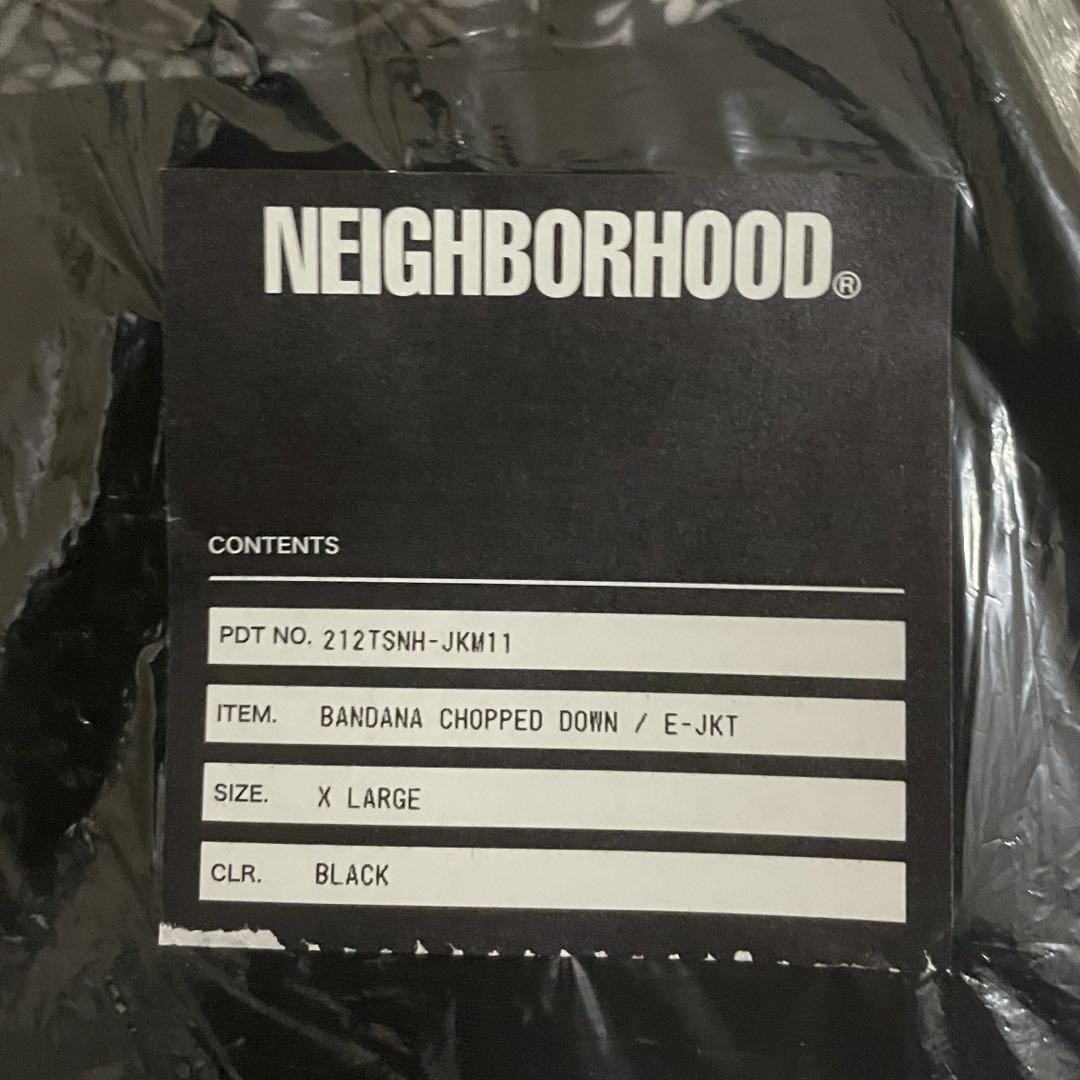 NEIGHBORHOOD®
CONTENTS
PDT NO. 212TSNH-JKM11
ITEM. BANDANA CHOPPED DOWN / E-JKT
SIZE. X LARGE
CLR. BLACK